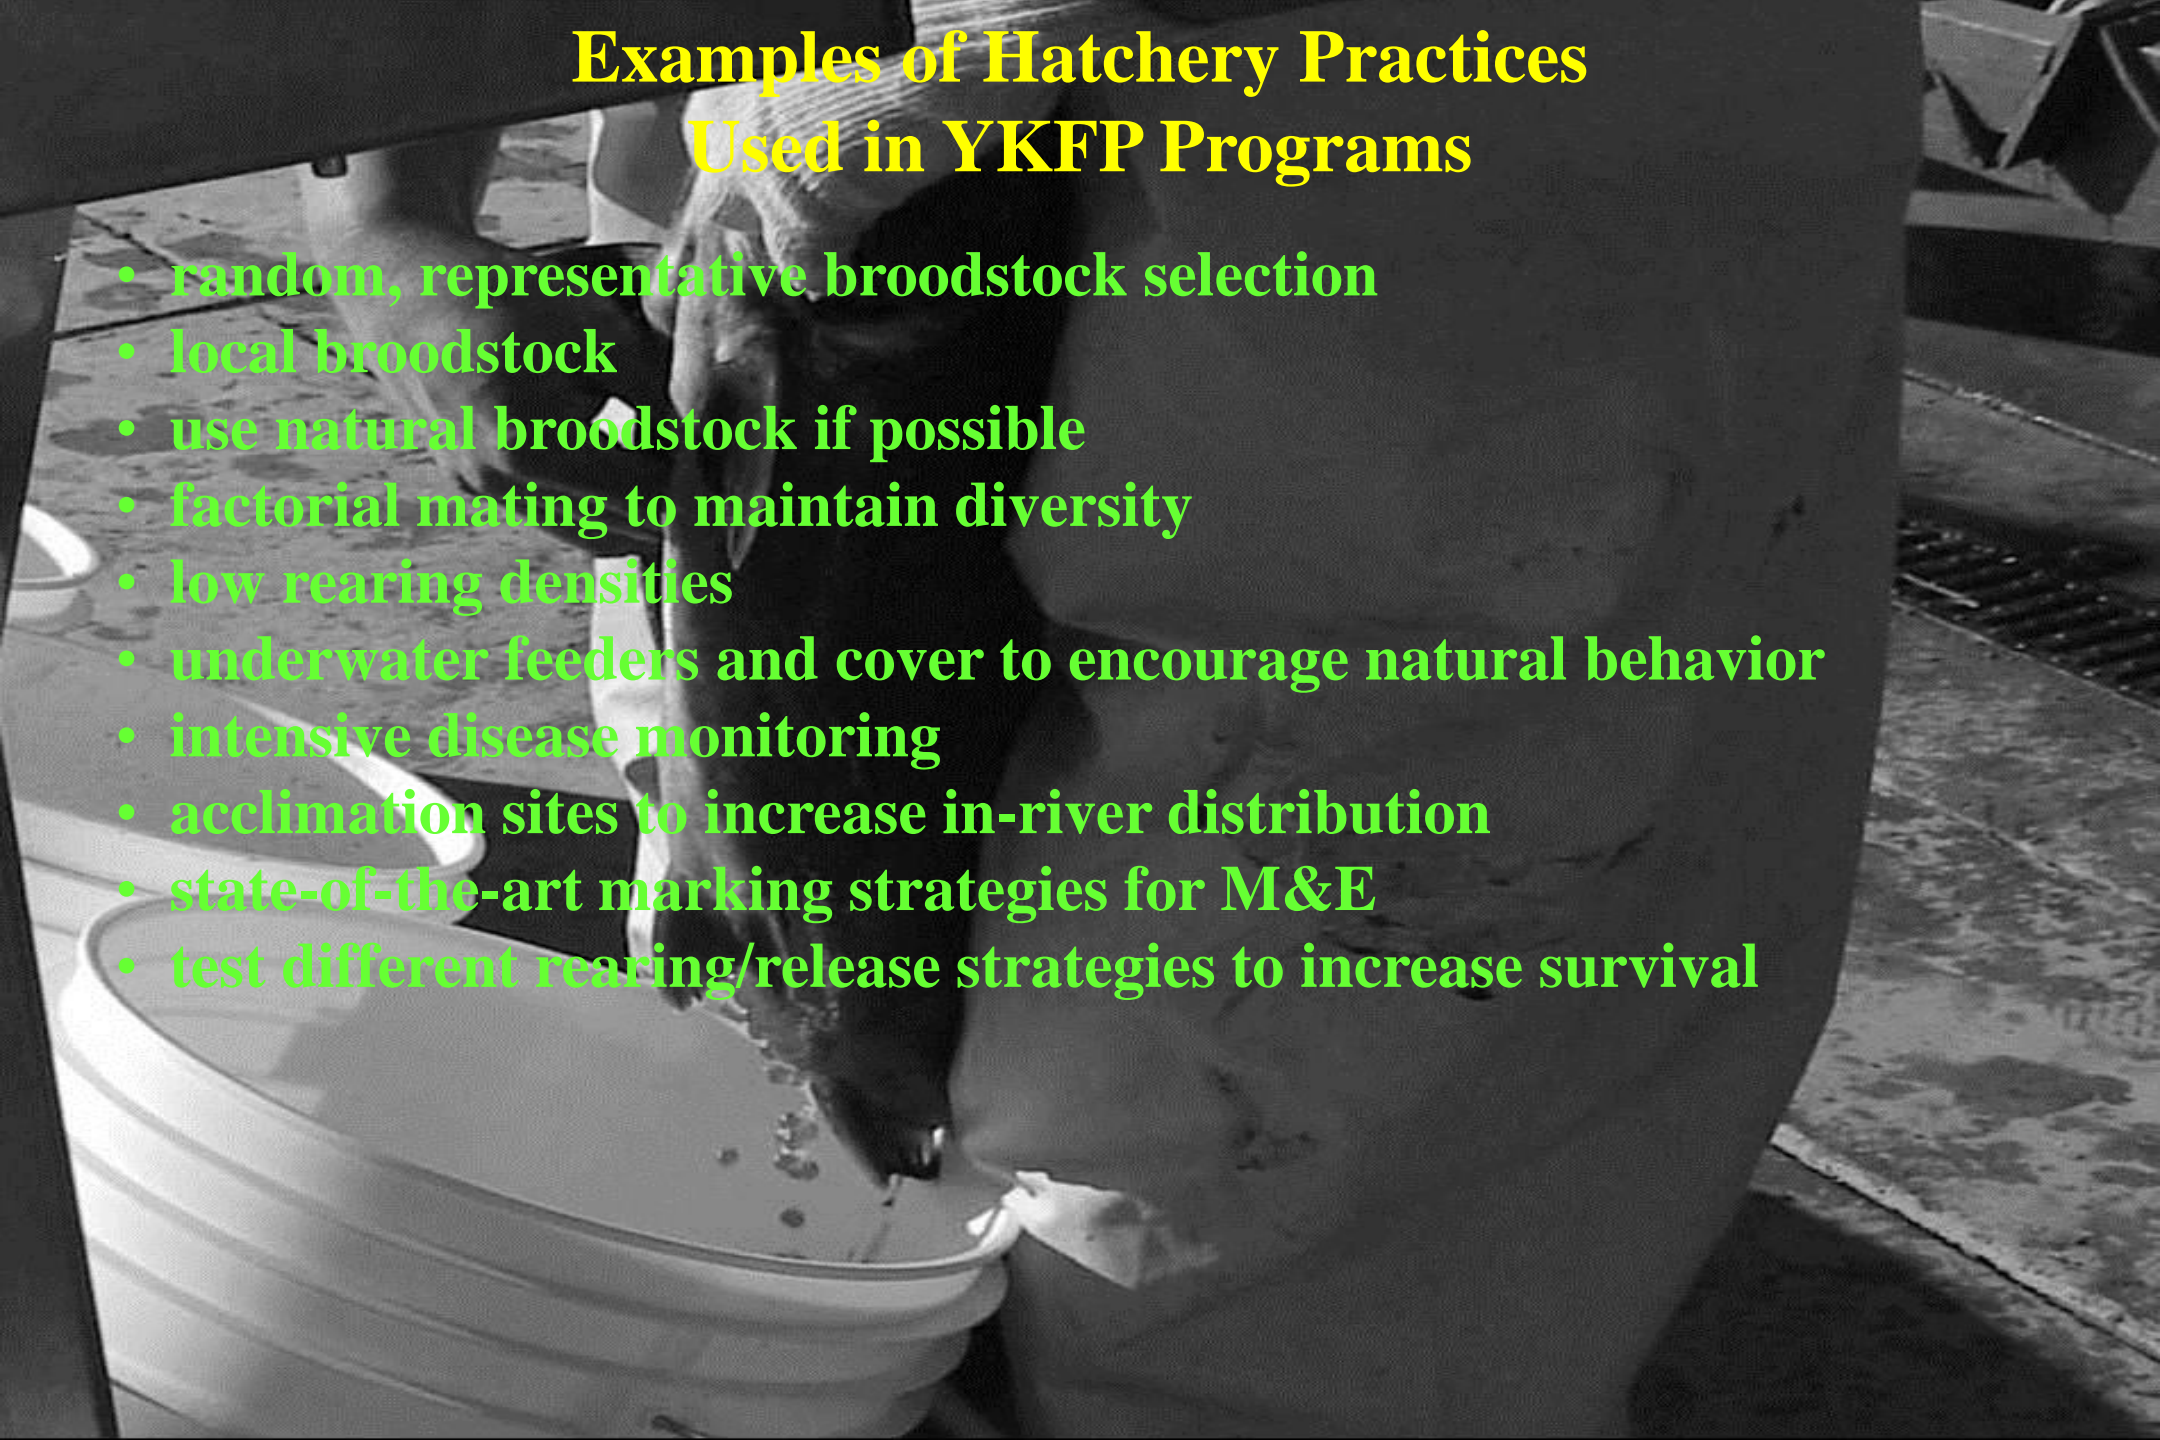 Examples of Hatchery Practices
Used in YKFP Programs
• random, representative broodstock selection
• local broodstock
• use natural broodstock if possible
• factorial mating to maintain diversity
• low rearing densities
• underwater feeders and cover to encourage natural behavior
• intensive disease monitoring
• acclimation sites to increase in-river distribution
• state-of-the-art marking strategies for M&E
• test different rearing/release strategies to increase survival